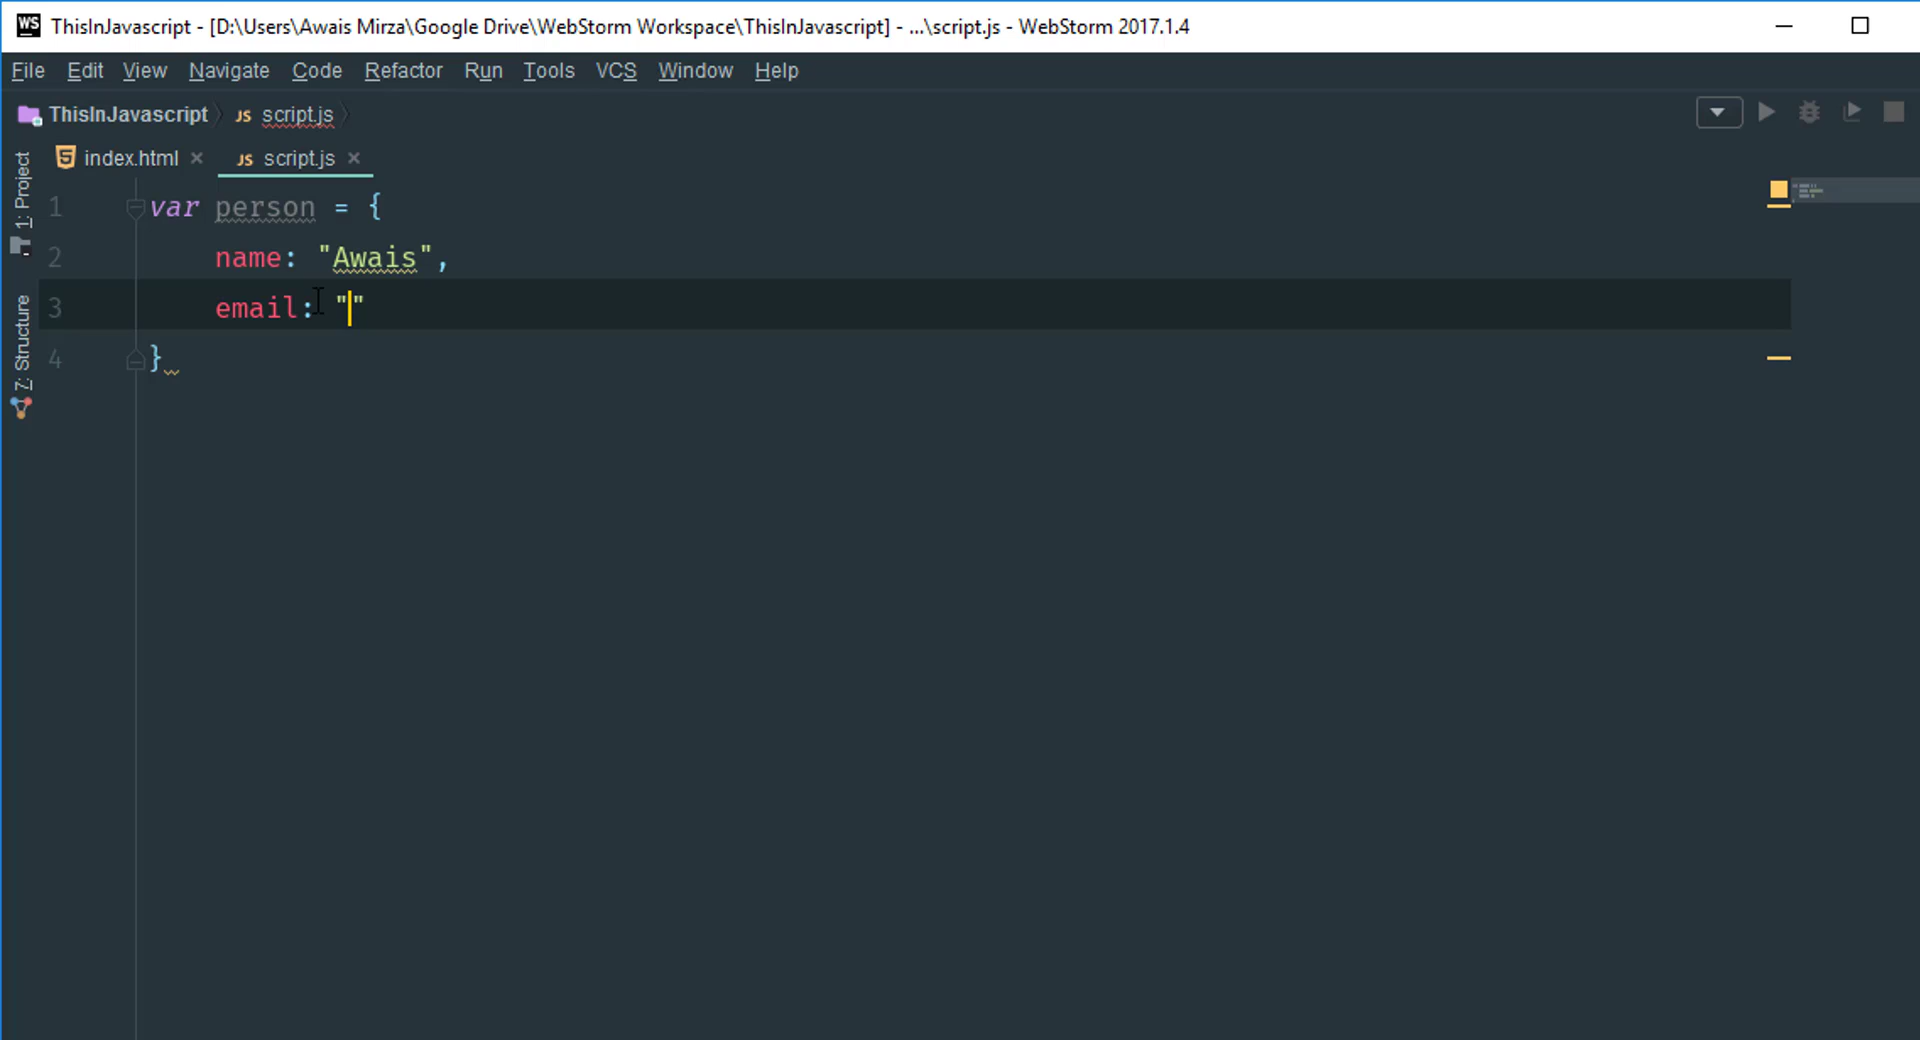 WS ThisInJavascript - [D:\Users\Awais Mirza\Google Drive\WebStorm Workspace\ThisInJavascript] - ...\script.js - WebStorm 2017.1.4
File Edit View Navigate Code Refactor Run Tools VCS Window Help
ThisInJavascript JS script.js
5 index.html × JS script.js ×
1: Project
7: Structure
1 var person = {
2 name: "Awais",
3 email: ""
4 }